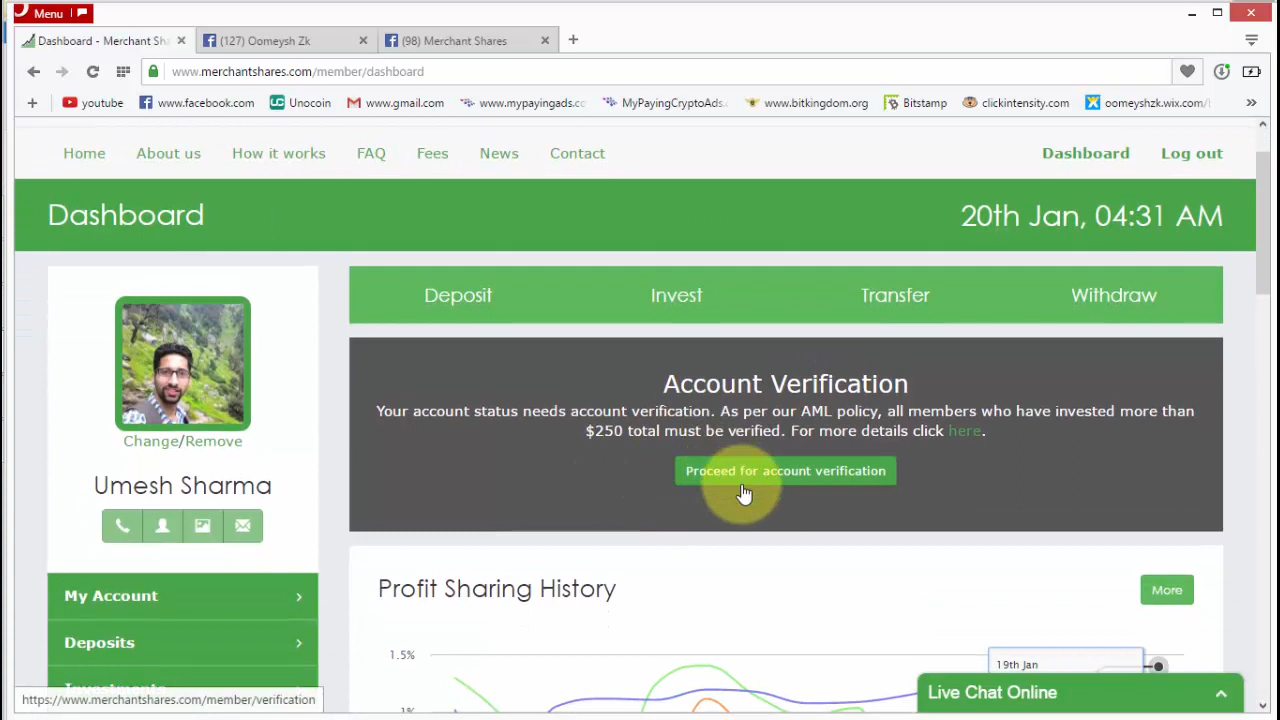 Menu
Dashboard - Merchant Sha
(127) Oomeysh Zk
(98) Merchant Shares
www.merchantshares.com/member/dashboard
youtube
www.facebook.com
Unocoin
www.gmail.com
www.mypayingads.cc
MyPayingCryptoAds.
www.bitkingdom.org
Bitstamp
clickintensity.com
oomeyshzk.wix.com/
Home
About us
How it works
FAQ
Fees
News
Contact
Dashboard
Log out
Dashboard
20th Jan, 04:31 AM
Deposit
Invest
Transfer
Withdraw
Account Verification
Your account status needs account verification. As per our AML policy, all members who have invested more than
$250 total must be verified. For more details click here.
Proceed for account verification
Change/Remove
Umesh Sharma
My Account
Deposits
Investments
Profit Sharing History
More
1.5%
19th Jan
1%
Live Chat Online
https://www.merchantshares.com/member/verification